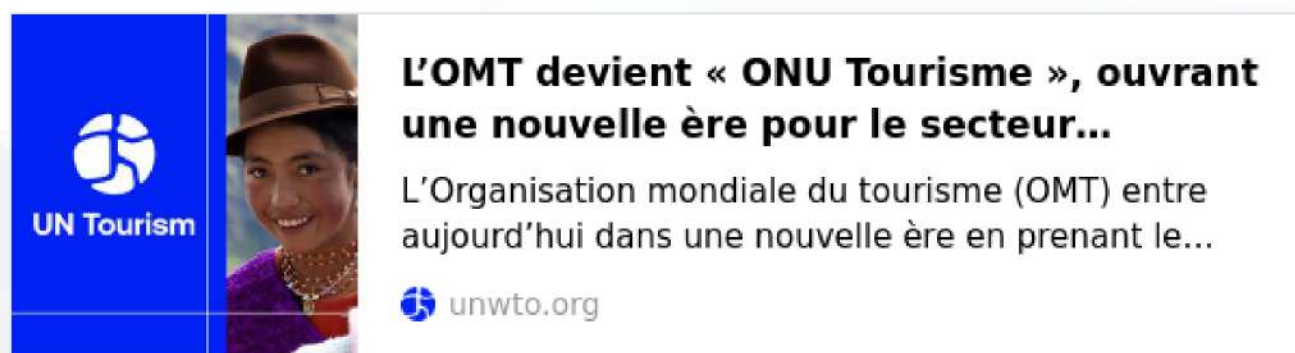 UN Tourism
L’OMT devient « ONU Tourisme », ouvrant
une nouvelle ère pour le secteur...
L’Organisation mondiale du tourisme (OMT) entre
aujourd’hui dans une nouvelle ère en prenant le...
unwto.org